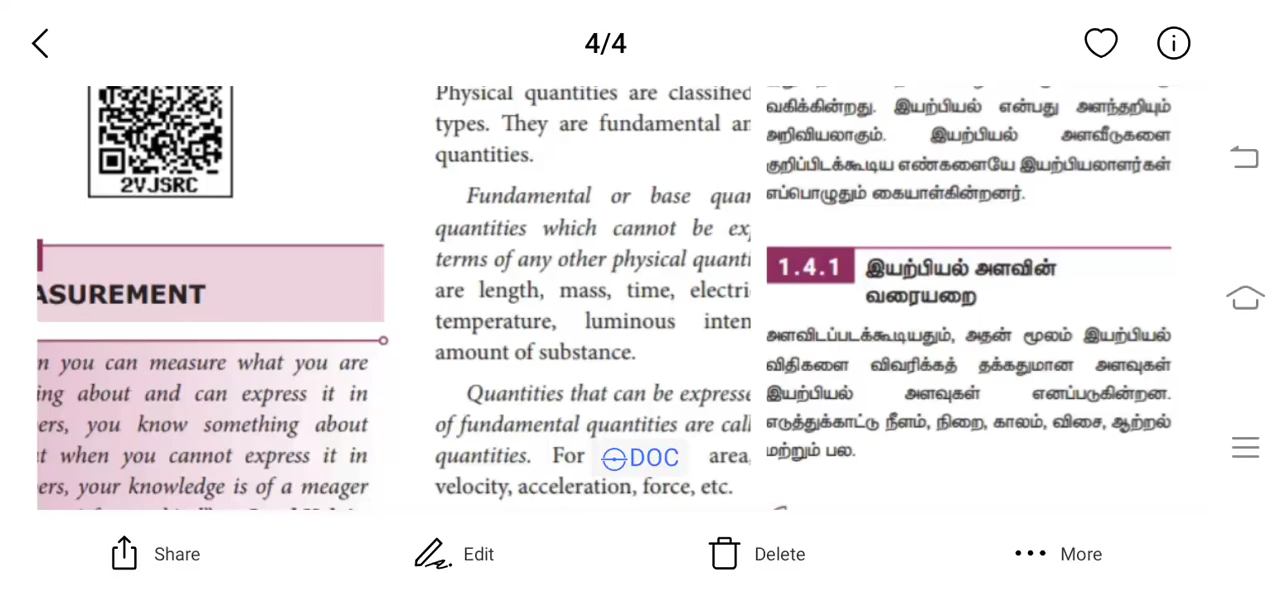 4/4
2VJSRC
ASUREMENT
n you can measure what you are
ing about and can express it in
ers, you know something about
t when you cannot express it in
ers, your knowledge is of a meager
Physical quantities are classified
types. They are fundamental an
quantities.
Fundamental or base quan
quantities which cannot be ex
terms of any other physical quanti
are length, mass, time, electri
temperature, luminous inten
amount of substance.
Quantities that can be expresse
of fundamental quantities are call
quantities. For DOC area,
velocity, acceleration, force, etc.
வகிக்கின்றது. இயற்பியல் என்பது அளந்தறியும்
அறிவியலாகும். இயற்பியல் அளவீடுகளை
குறிப்பிடக்கூடிய எண்களையே இயற்பியலாளர்கள்
எப்பொழுதும் கையாள்கின்றனர்.
1.4.1 இயற்பியல் அளவின்
வரையறை
அளவிடப்படக்கூடியதும், அதன் மூலம் இயற்பியல்
விதிகளை விவரிக்கத் தக்கதுமான அளவுகள்
இயற்பியல் அளவுகள் எனப்படுகின்றன.
எடுத்துக்காட்டு நீளம், நிறை, காலம், விசை, ஆற்றல்
மற்றும் பல.
Share Edit Delete More